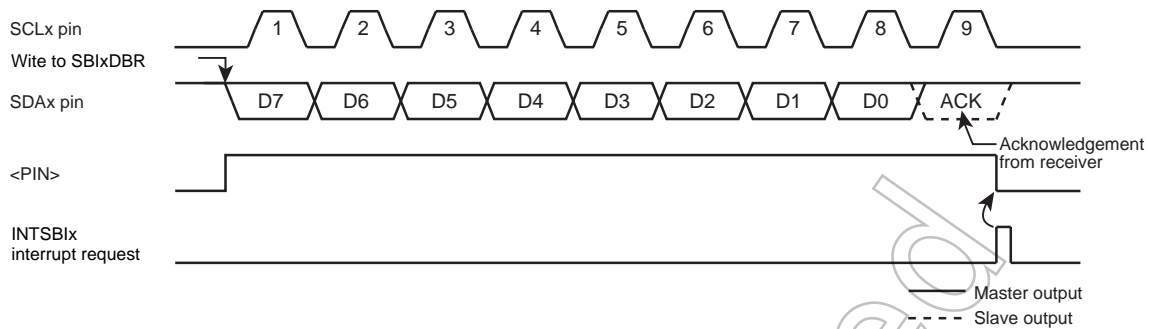 SCLx pin
1 2 3 4 5 6 7 8 9
Wite to SBIxDBR
SDAx pin
D7 D6 D5 D4 D3 D2 D1 D0 ACK
Acknowledgement
from receiver
<PIN>
INTSBIx
interrupt request
Master output
Slave output